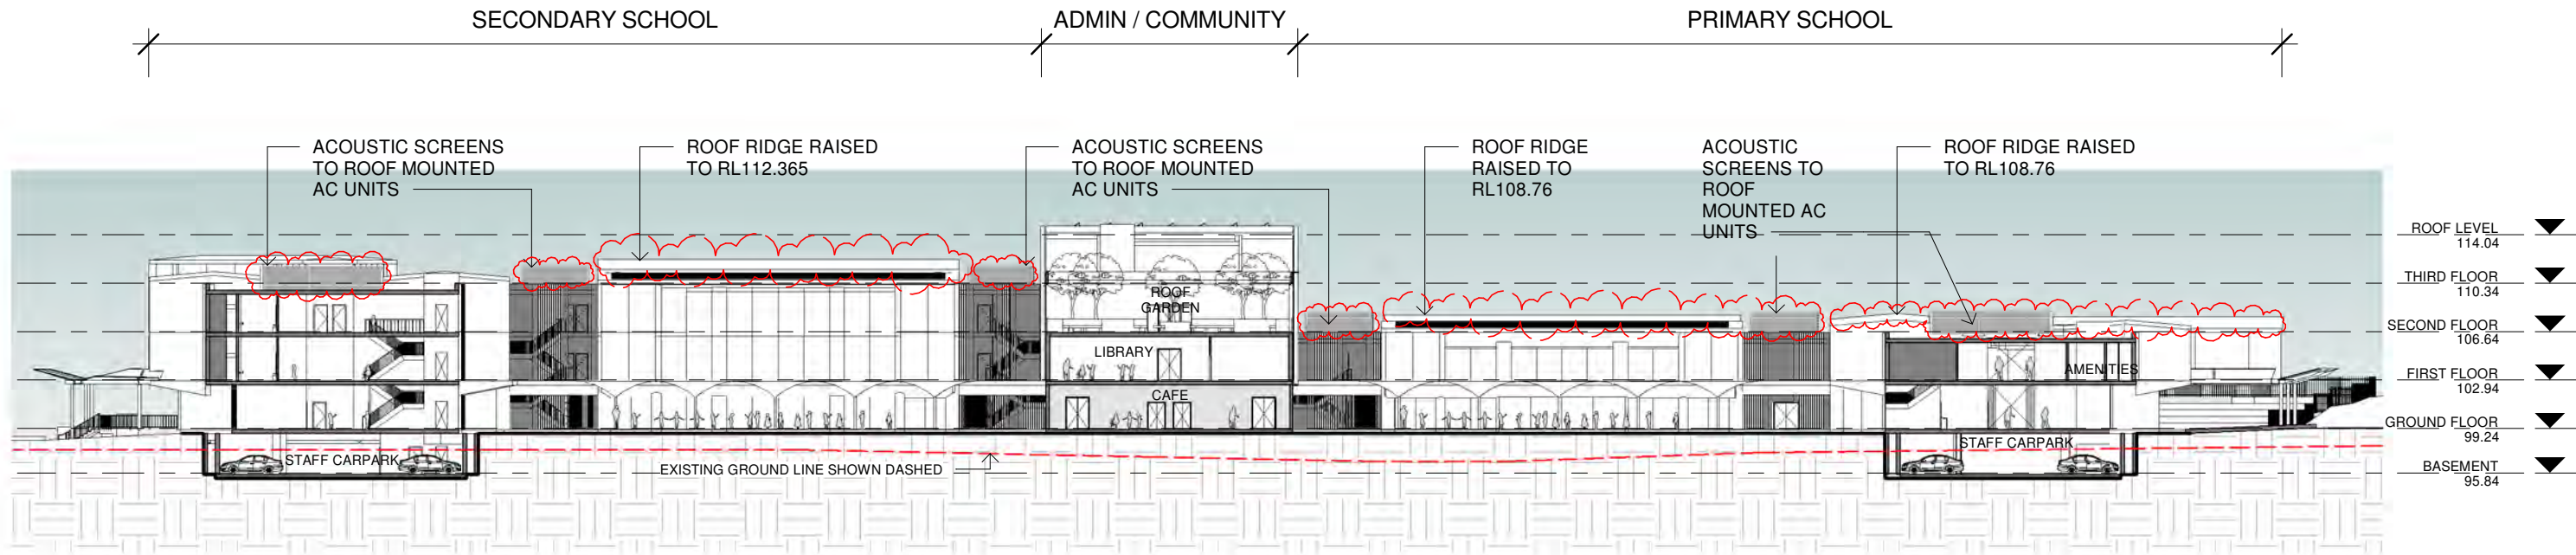 SECONDARY SCHOOL
ADMIN / COMMUNITY
PRIMARY SCHOOL
ACOUSTIC SCREENS
TO ROOF MOUNTED
AC UNITS
ROOF RIDGE RAISED
TO RL112.365
ACOUSTIC SCREENS
TO ROOF MOUNTED
AC UNITS
ROOF RIDGE
RAISED TO
RL108.76
ACOUSTIC
SCREENS TO
ROOF
MOUNTED AC
UNITS
ROOF RIDGE RAISED
TO RL108.76
ROOF LEVEL
114.04
THIRD FLOOR
110.34
SECOND FLOOR
106.64
FIRST FLOOR
102.94
GROUND FLOOR
99.24
BASEMENT
95.84
ROOF
GARDEN
LIBRARY
CAFE
AMENITIES
STAFF CARPARK
EXISTING GROUND LINE SHOWN DASHED
STAFF CARPARK